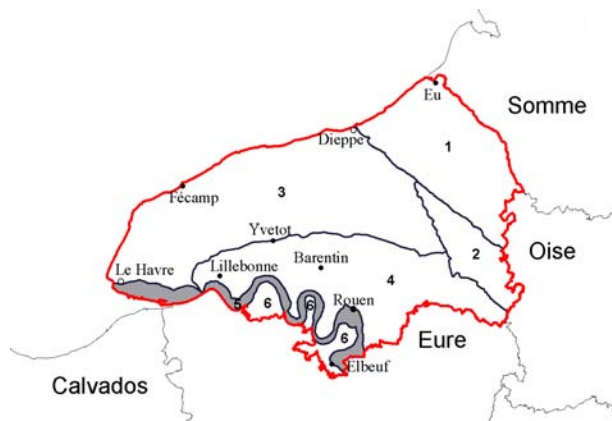 Eu
Somme
Dieppe
1
Fécamp
3
Yvetot
2
Oise
Le Havre
Lillebonne
Barentin
4
5
6
6
Rouen
6
Eure
Elbeuf
Calvados